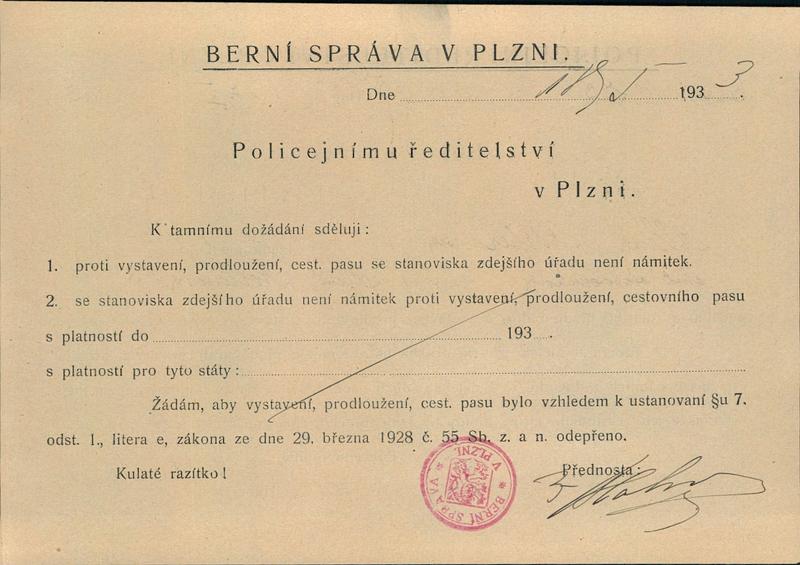 BERNÍ SPRÁVA V PLZNI.
Dne 18/I 1933.
Policejnímu ředitelství
v Plzni.
K tamnímu dožádání sděluji:
1. proti vystavení, prodloužení, cest. pasu se stanoviska zdejšího úřadu není námitek.
2. se stanoviska zdejšího úřadu není námitek proti vystavení, prodloužení, cestovního pasu
s platností do 193 .
s platností pro tyto státy:
Žádám, aby vystavení, prodloužení, cest. pasu bylo vzhledem k ustanovaní §u 7.
odst. 1., litera e, zákona ze dne 29. března 1928 č. 55 Sb. z. a n. odepřeno.
Kulaté razítko!
Přednosta:
* BERNÍ SPRÁVA *
V PLZNI